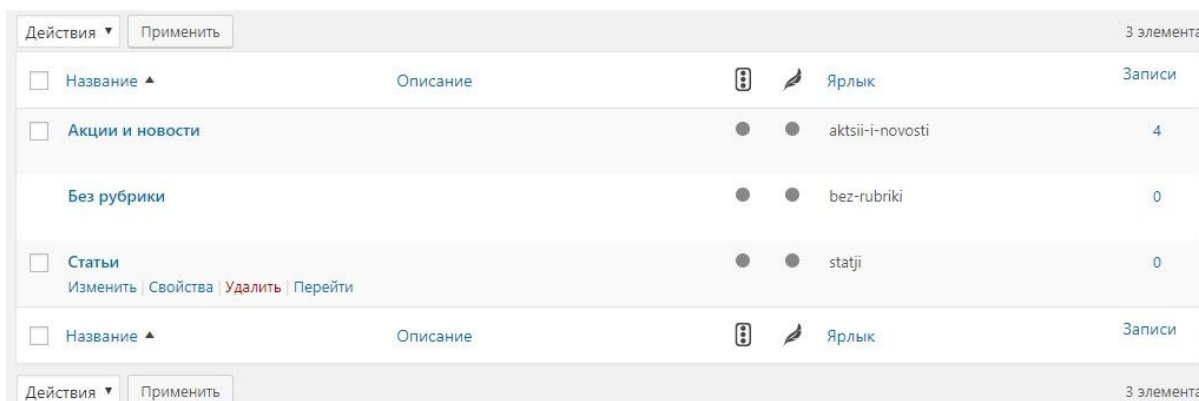 Действия Применить 3 элемента
Название Описание Ярлык Записи
Акции и новости aktsii-i-novosti 4
Без рубрики bez-rubriki 0
Статьи statji 0
Изменить | Свойства | Удалить | Перейти
Название Описание Ярлык Записи
Действия Применить 3 элемента